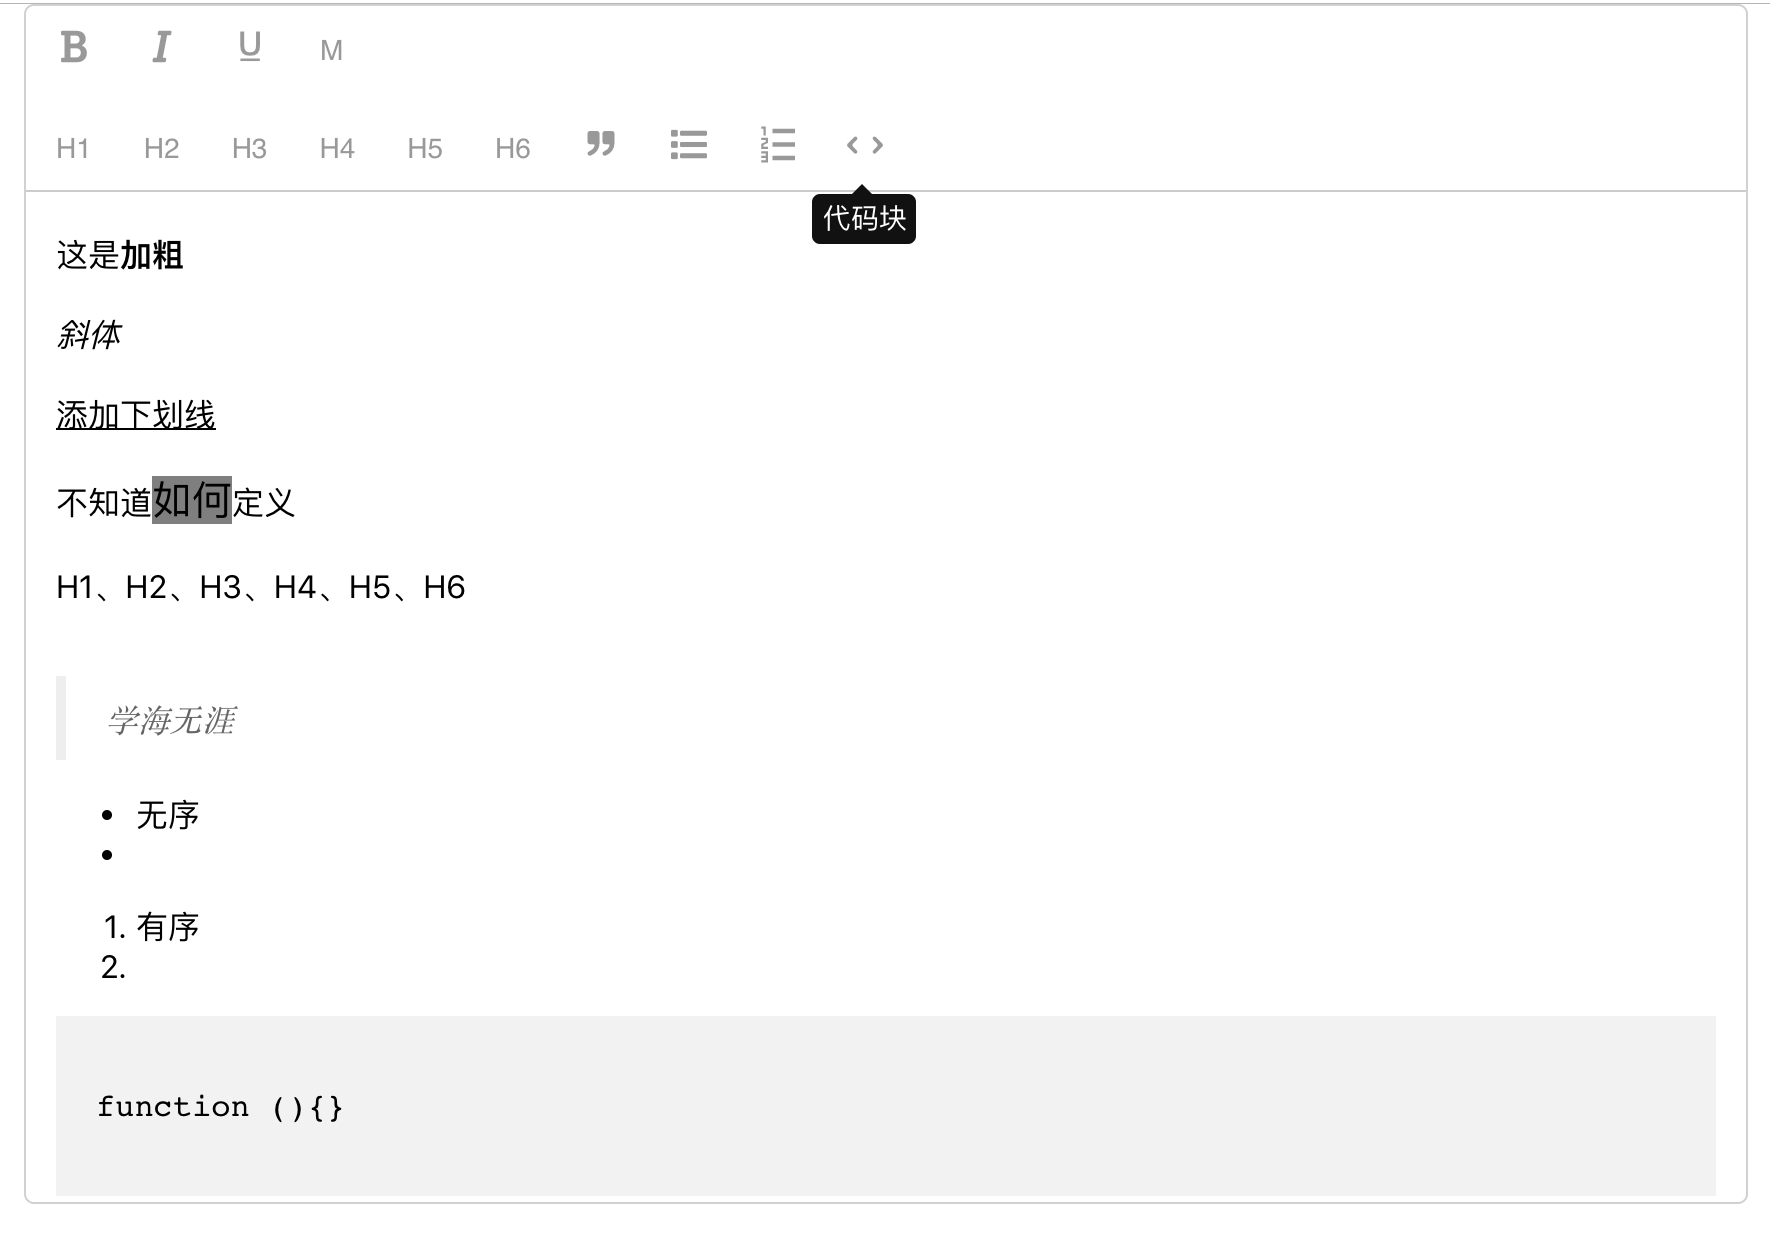 B I U M
H1 H2 H3 H4 H5 H6
代码块
这是加粗
斜体
添加下划线
不知道如何定义
H1、H2、H3、H4、H5、H6
学海无涯
• 无序
•
1. 有序
2.
function (){}